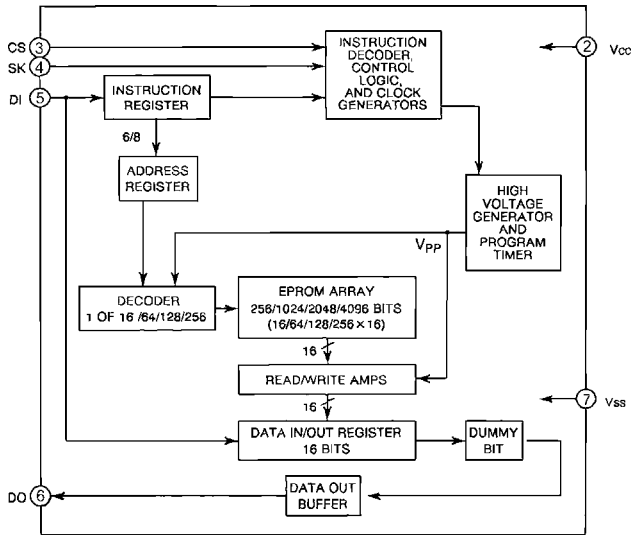 CS 3
SK 4
DI 5
INSTRUCTION
REGISTER
INSTRUCTION
DECODER,
CONTROL
LOGIC,
AND CLOCK
GENERATORS
2 Vcc
6/8
ADDRESS
REGISTER
HIGH
VOLTAGE
GENERATOR
AND
PROGRAM
TIMER
VPP
DECODER
1 OF 16 /64/128/256
EPROM ARRAY
256/1024/2048/4096 BITS
(16/64/128/256 × 16)
16
READ/WRITE AMPS
16
7 Vss
DATA IN/OUT REGISTER
16 BITS
DUMMY
BIT
DO 6
DATA OUT
BUFFER